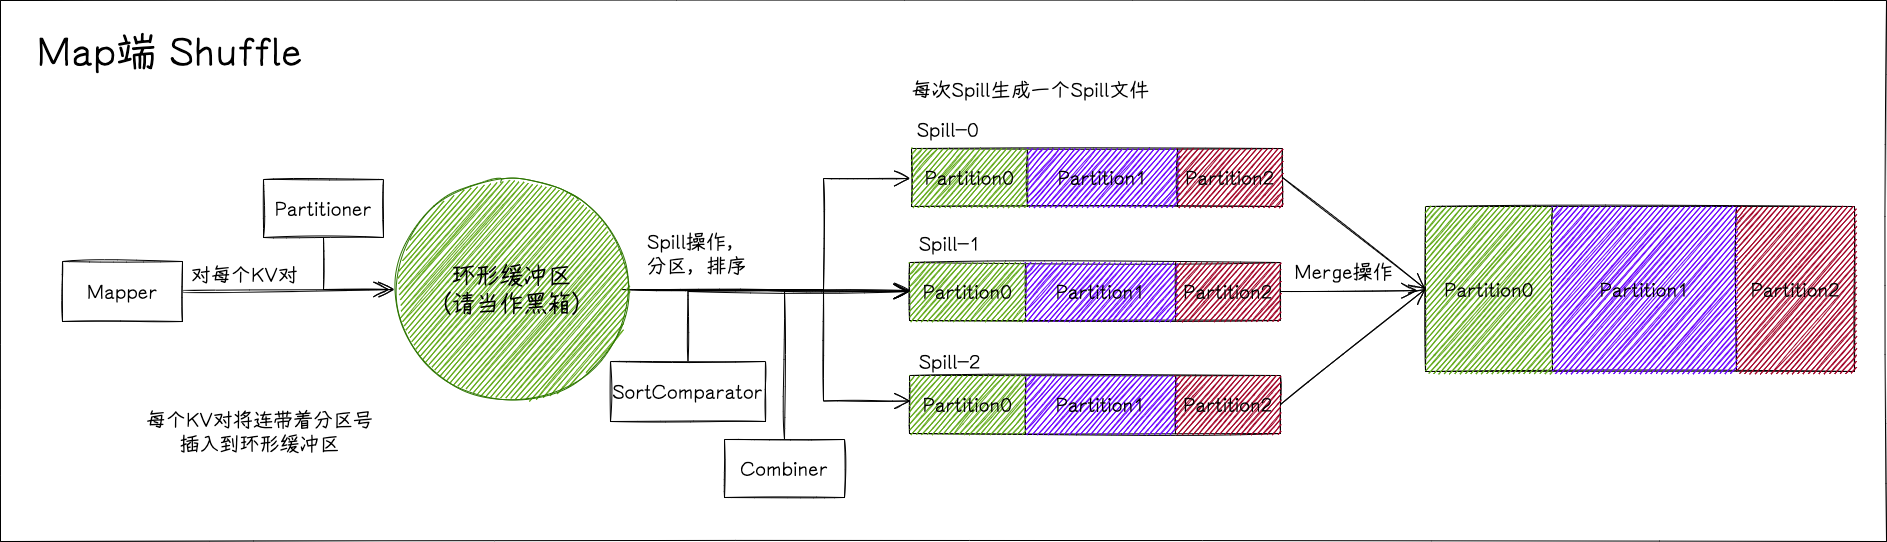 Map端 Shuffle
每次Spill生成一个Spill文件
Spill-0
Partition0
Partition1
Partition2
Partitioner
Mapper
对每个KV对
环形缓冲区
(请当作黑箱)
Spill操作，
分区，排序
Spill-1
Partition0
Partition1
Partition2
Merge操作
Partition0
Partition1
Partition2
Spill-2
Partition0
Partition1
Partition2
SortComparator
Combiner
每个KV对将连带着分区号
插入到环形缓冲区